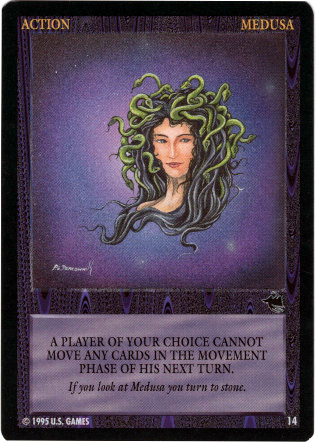 ACTION MEDUSA
A PLAYER OF YOUR CHOICE CANNOT
MOVE ANY CARDS IN THE MOVEMENT
PHASE OF HIS NEXT TURN.
If you look at Medusa you turn to stone.
© 1995 U.S. GAMES 14